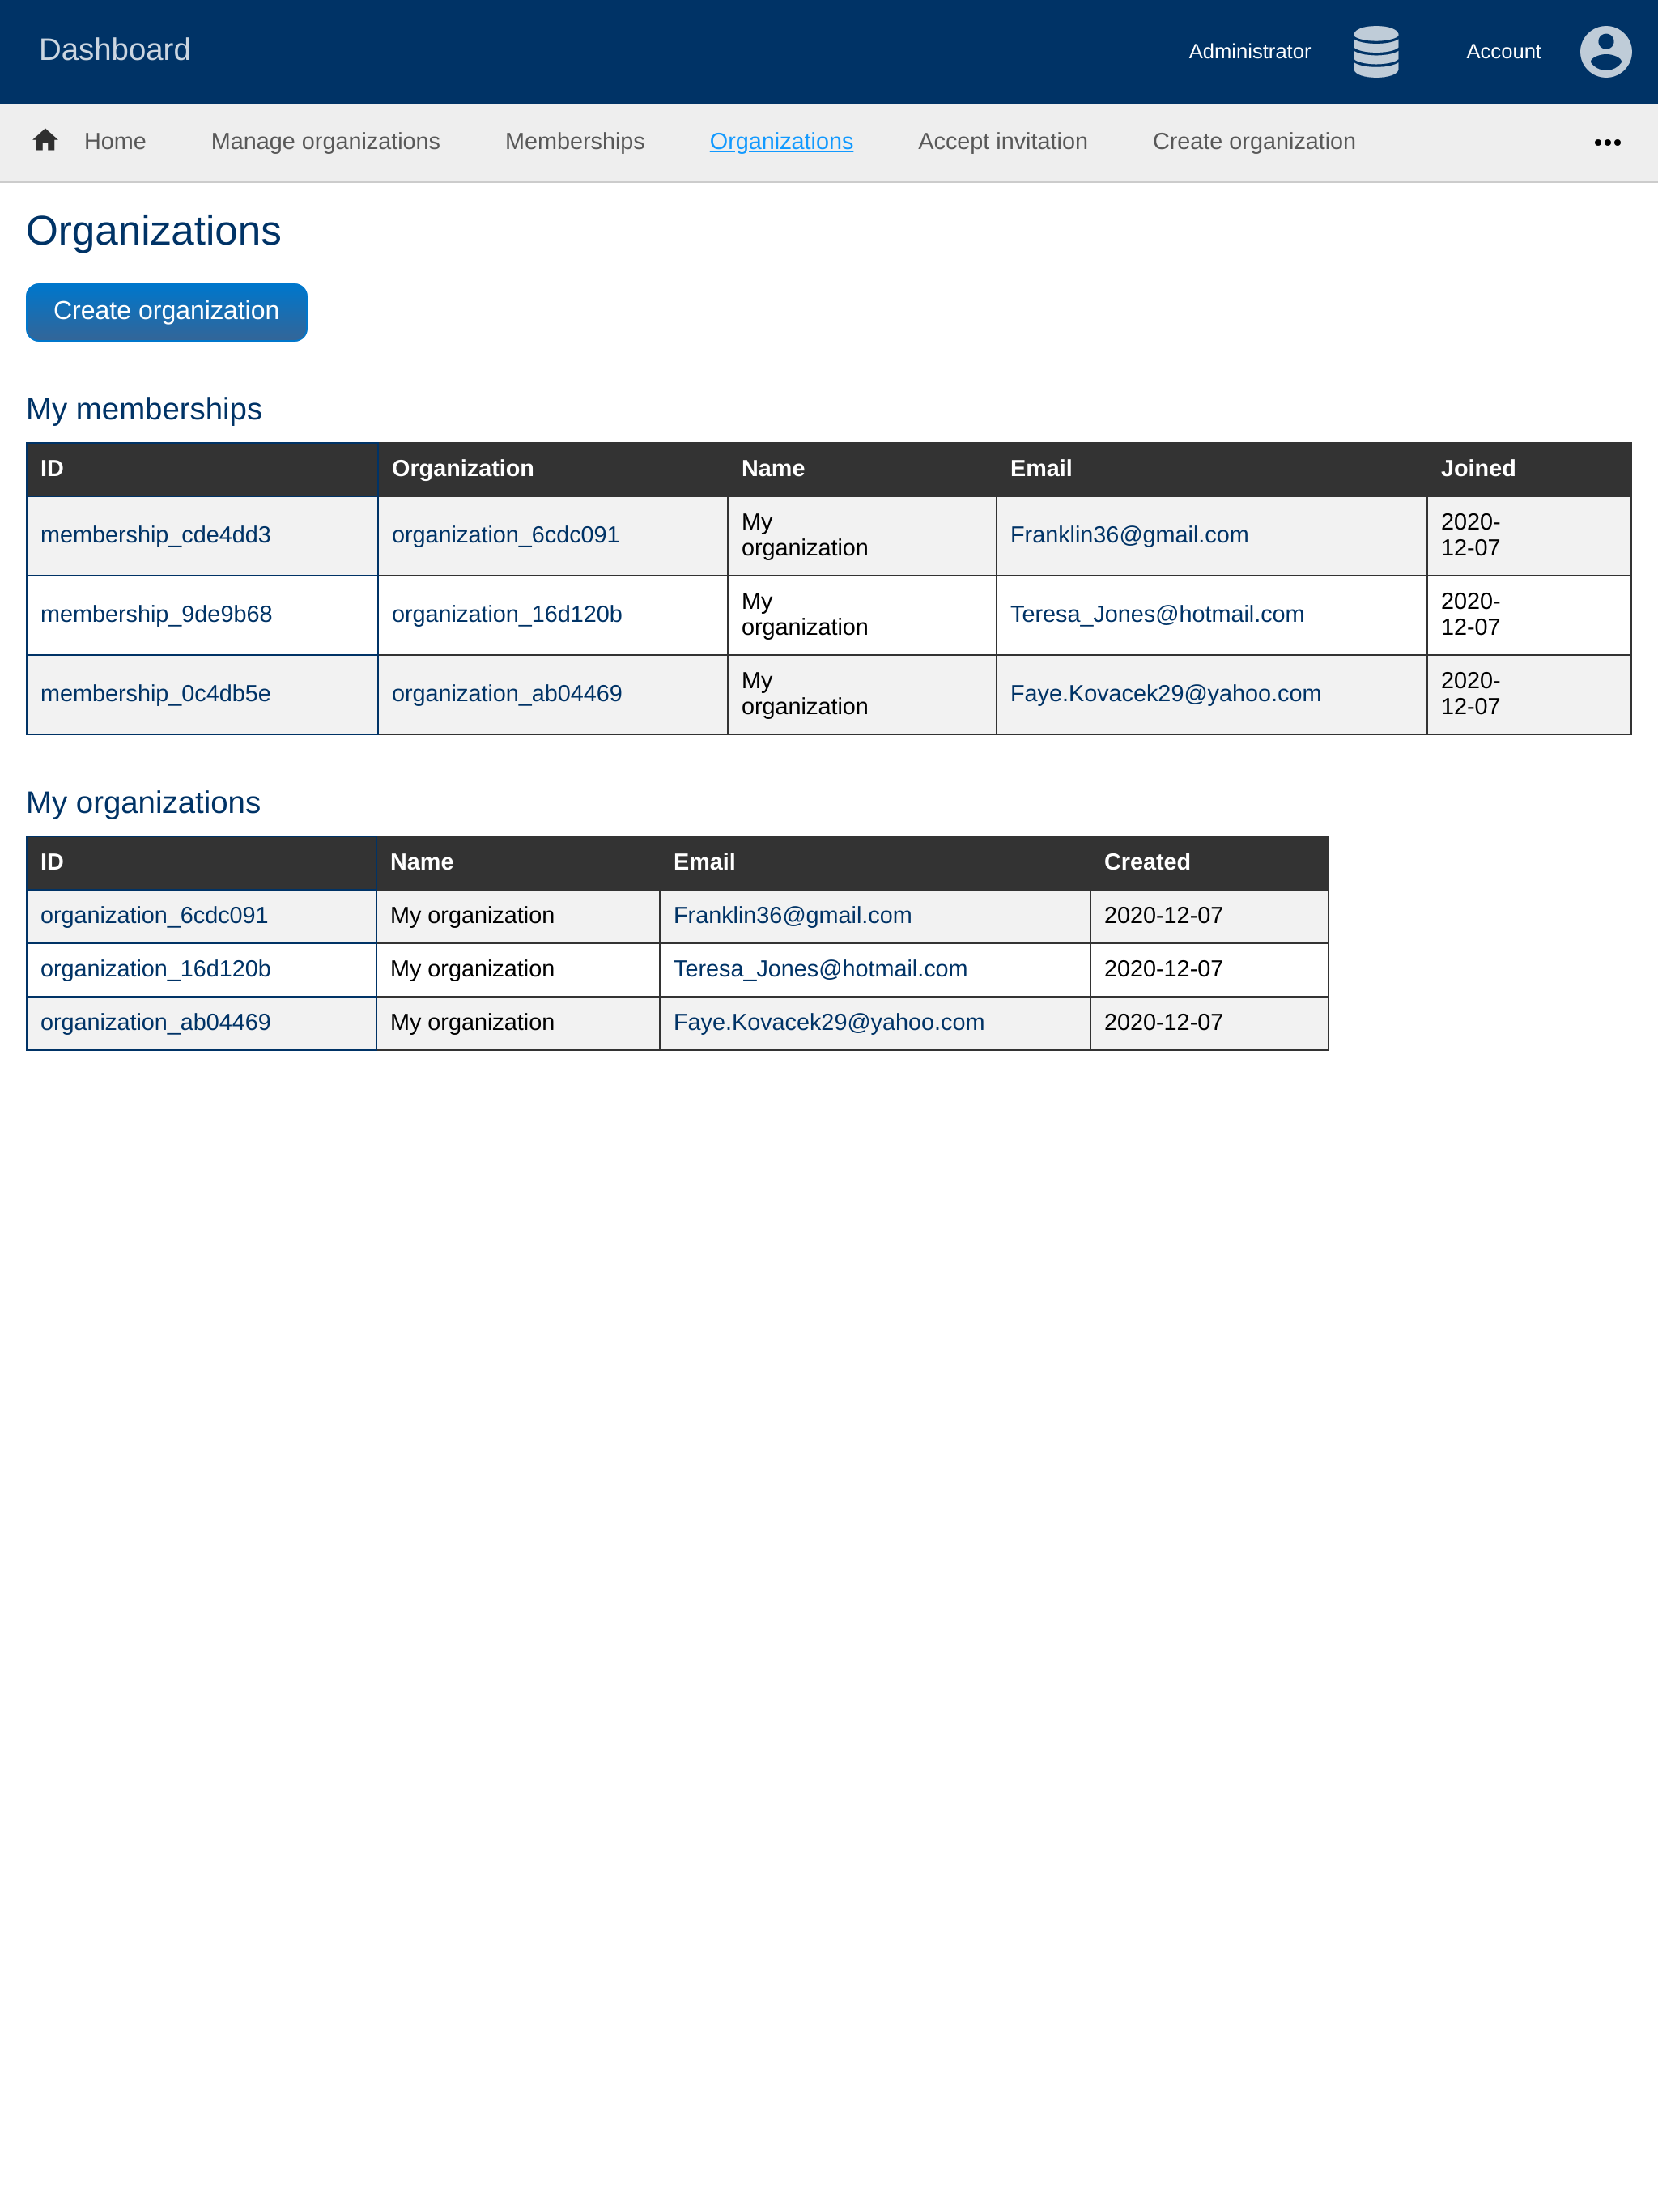 Dashboard Administrator Account
Home Manage organizations Memberships Organizations Accept invitation Create organization
Organizations
Create organization
My memberships
ID Organization Name Email Joined
membership_cde4dd3 organization_6cdc091 My organization Franklin36@gmail.com 2020-12-07
membership_9de9b68 organization_16d120b My organization Teresa_Jones@hotmail.com 2020-12-07
membership_0c4db5e organization_ab04469 My organization Faye.Kovacek29@yahoo.com 2020-12-07
My organizations
ID Name Email Created
organization_6cdc091 My organization Franklin36@gmail.com 2020-12-07
organization_16d120b My organization Teresa_Jones@hotmail.com 2020-12-07
organization_ab04469 My organization Faye.Kovacek29@yahoo.com 2020-12-07